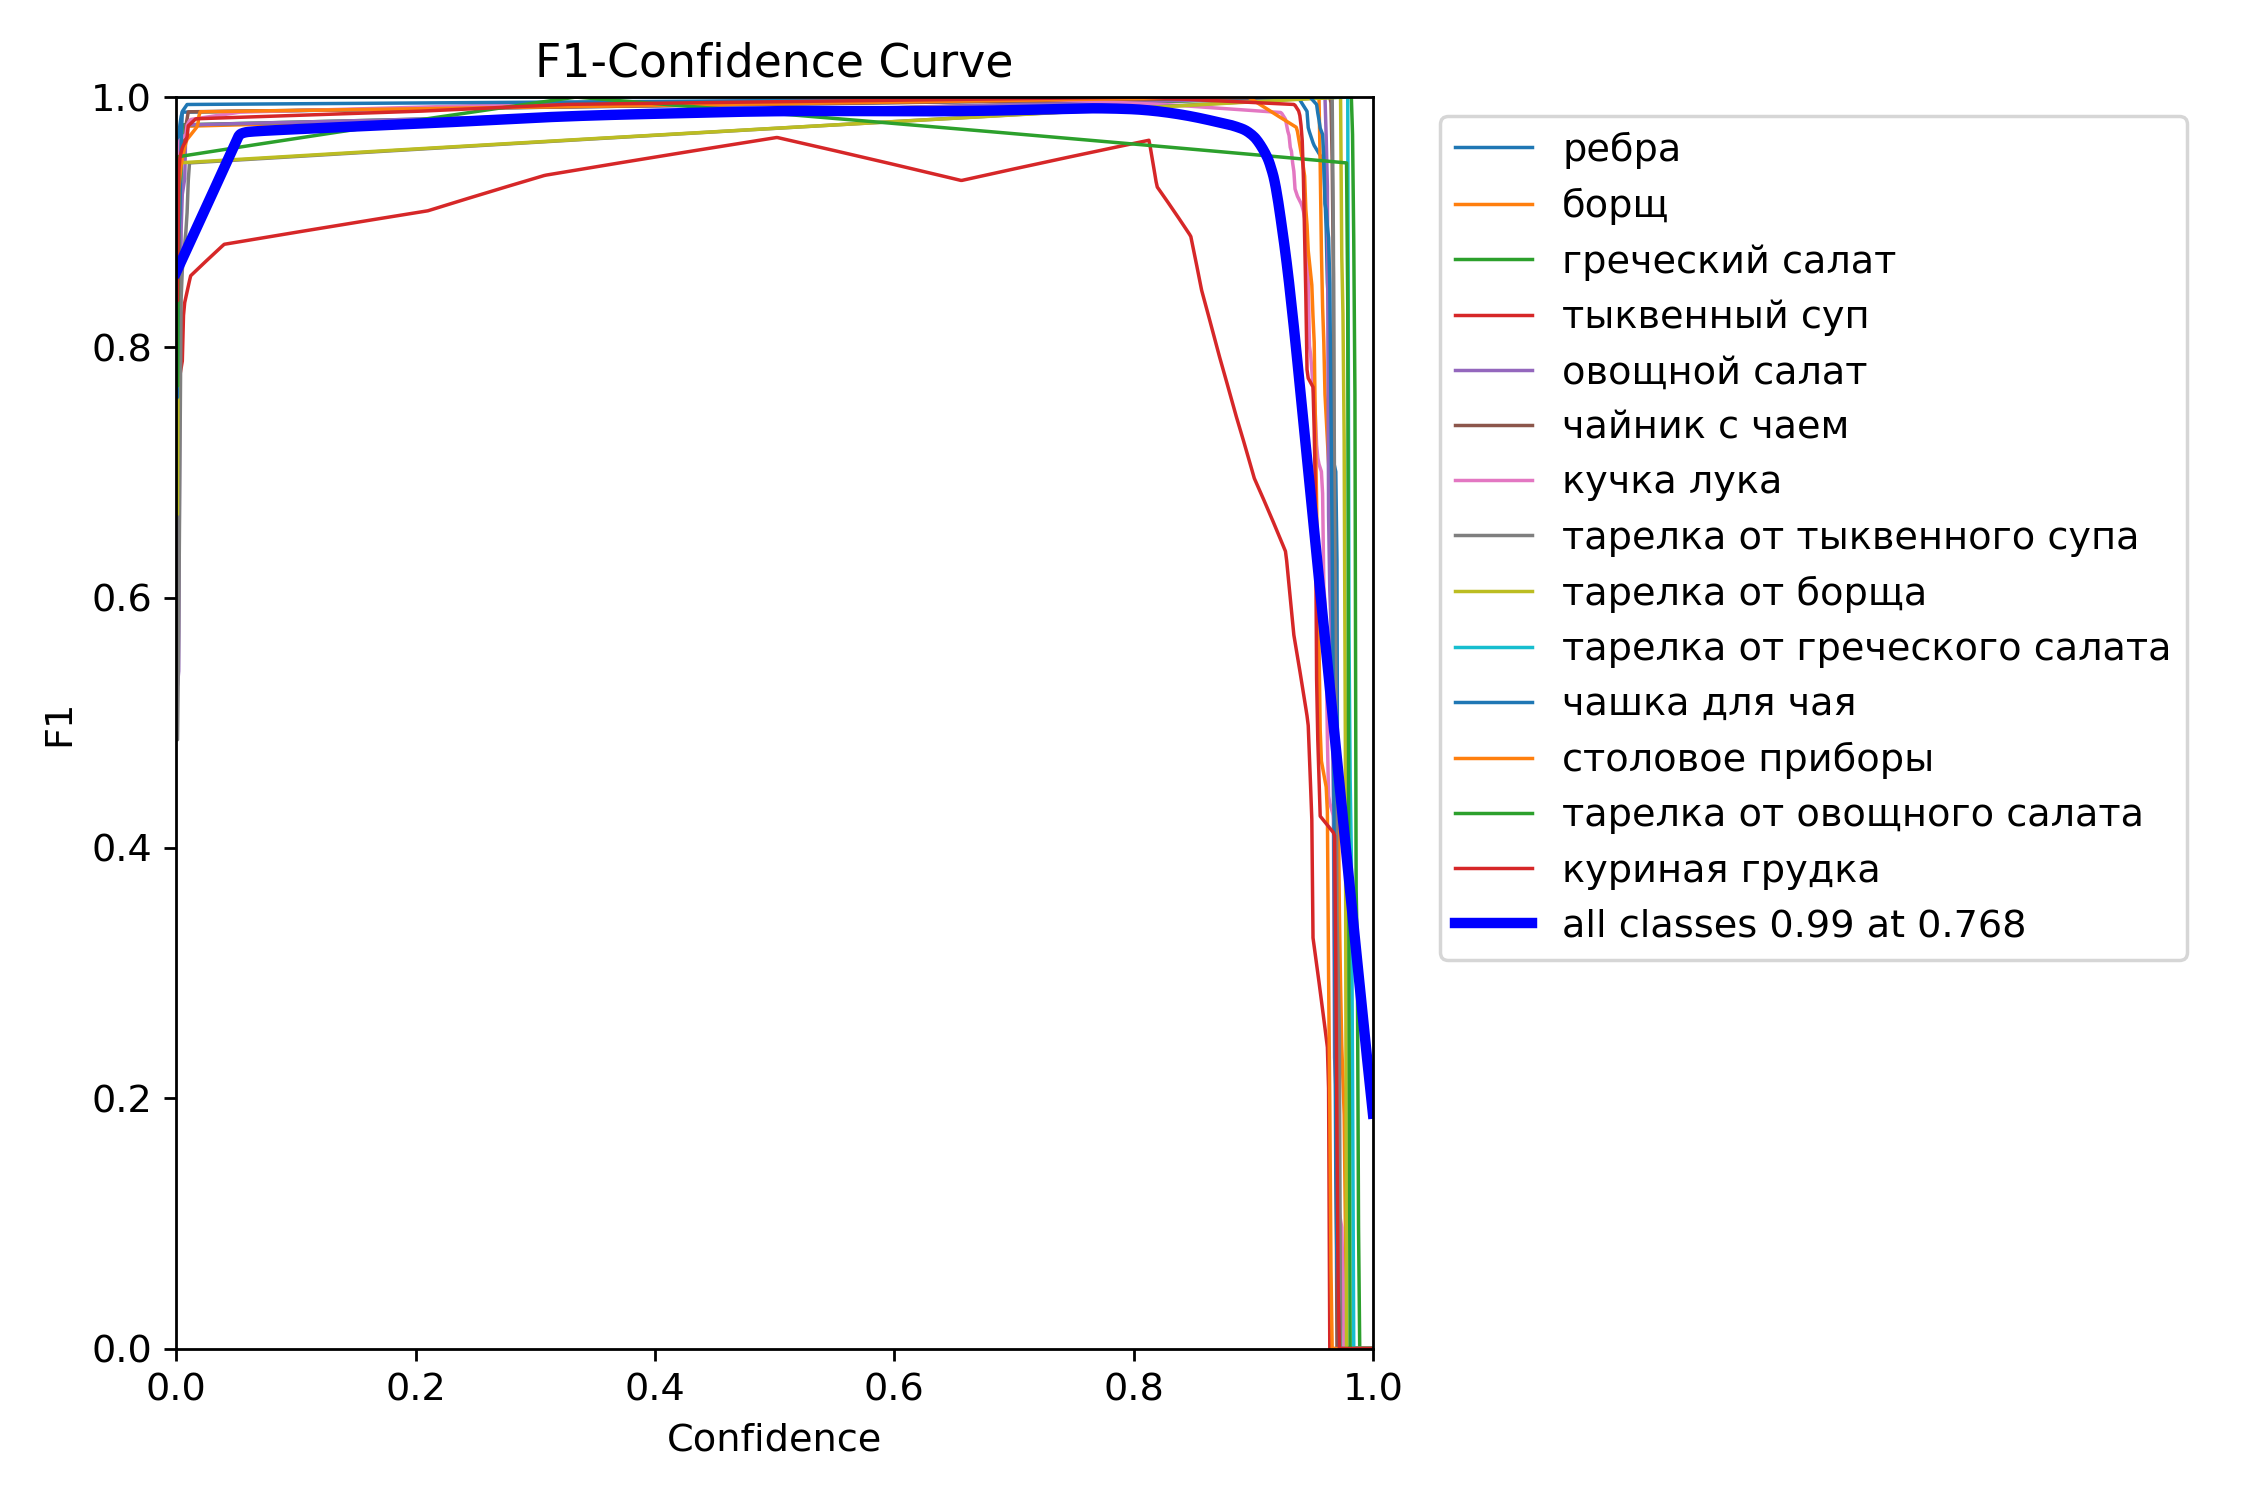 F1-Confidence Curve
1.0
0.8
0.6
0.4
0.2
0.0
F1
0.0 0.2 0.4 0.6 0.8 1.0
Confidence
ребра
борщ
греческий салат
тыквенный суп
овощной салат
чайник с чаем
кучка лука
тарелка от тыквенного супа
тарелка от борща
тарелка от греческого салата
чашка для чая
столовое приборы
тарелка от овощного салата
куриная грудка
all classes 0.99 at 0.768